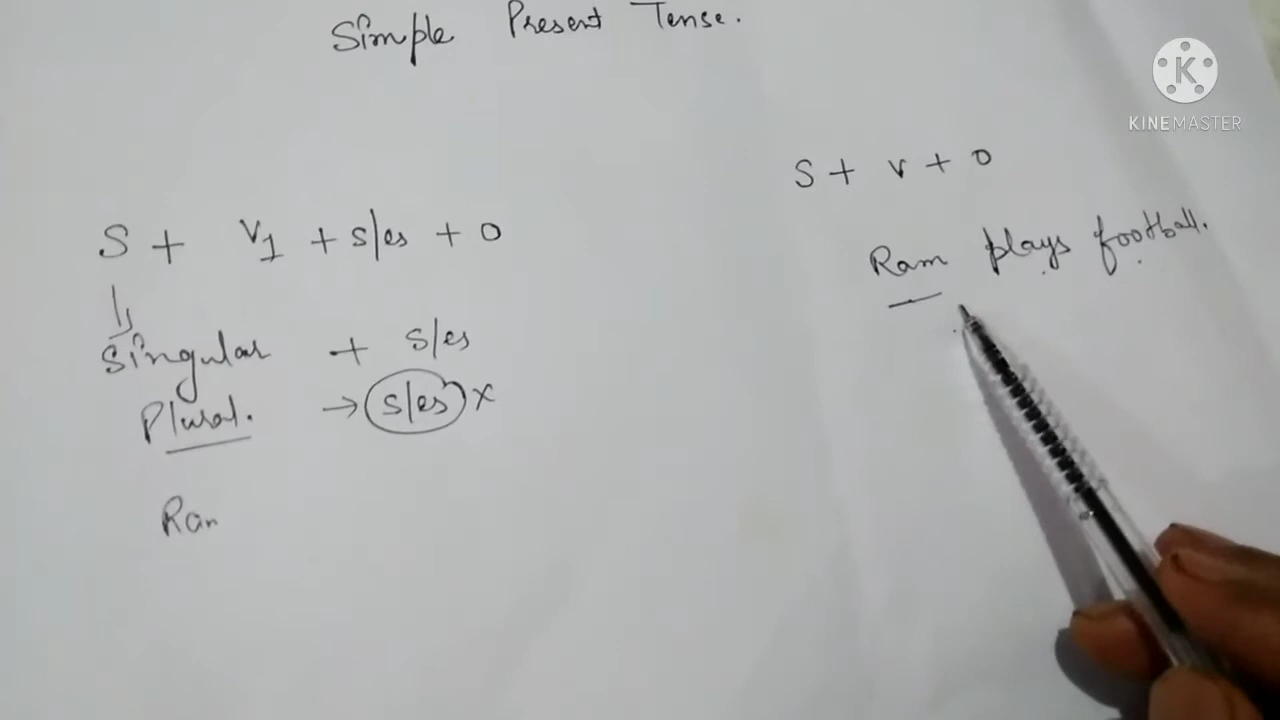 Simple Present Tense.
KINEMASTER
S + V + O
Ram plays football.
S + V1 + s/es + O
Singular + s/es
Plural. → s/es x
Ram